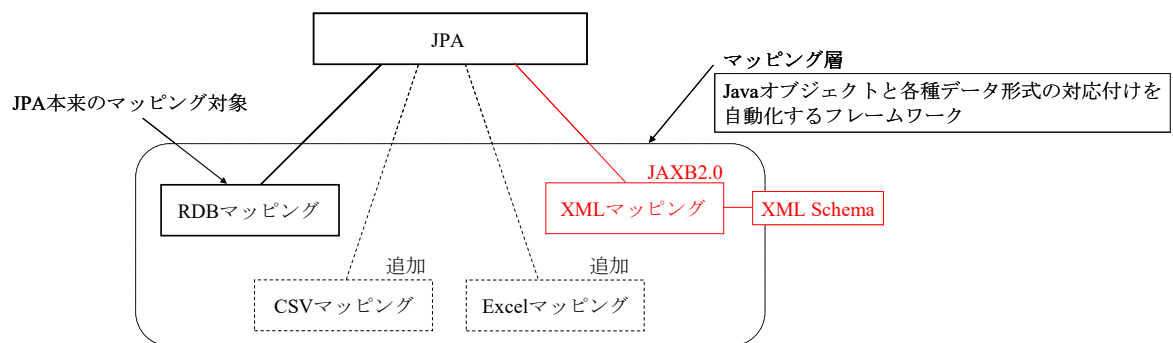 JPA
マッピング層
Javaオブジェクトと各種データ形式の対応付けを
自動化するフレームワーク
JPA本来のマッピング対象
JAXB2.0
RDBマッピング
XMLマッピング
XML Schema
追加
追加
CSVマッピング
Excelマッピング